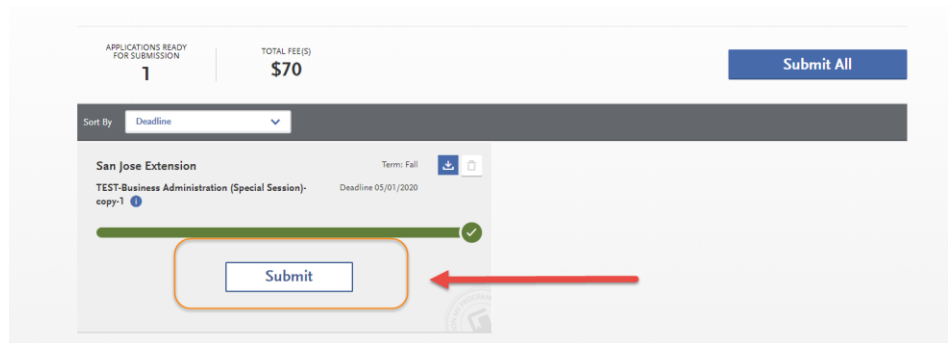 APPLICATIONS READY
FOR SUBMISSION
1
TOTAL FEE(S)
$70
Submit All
Sort By
Deadline
San Jose Extension
Term: Fall
TEST-Business Administration (Special Session)-
copy-1
Deadline 05/01/2020
Submit